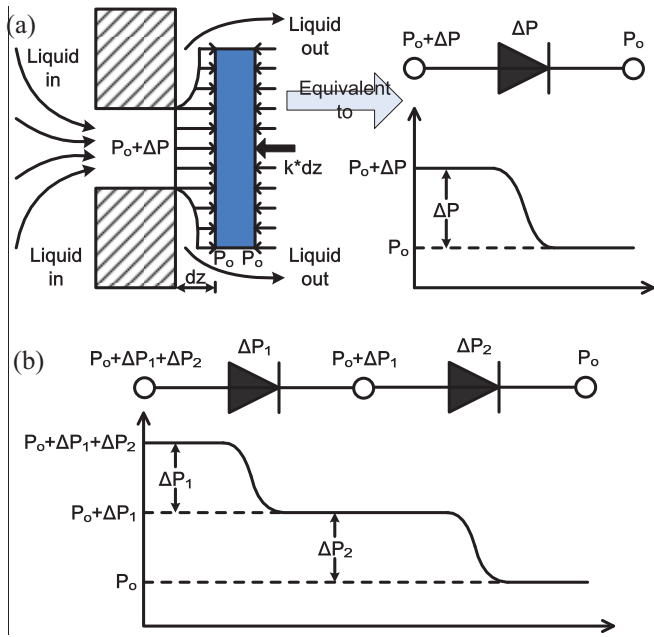 (a)
Liquid in
Liquid out
Pₒ+ΔP
k*dz
Liquid in
Pₒ Pₒ
Liquid out
dz
Equivalent to
Pₒ+ΔP
ΔP
Pₒ
Pₒ+ΔP
ΔP
Pₒ
(b)
Pₒ+ΔP₁+ΔP₂
ΔP₁
Pₒ+ΔP₁
ΔP₂
Pₒ
Pₒ+ΔP₁+ΔP₂
ΔP₁
Pₒ+ΔP₁
ΔP₂
Pₒ